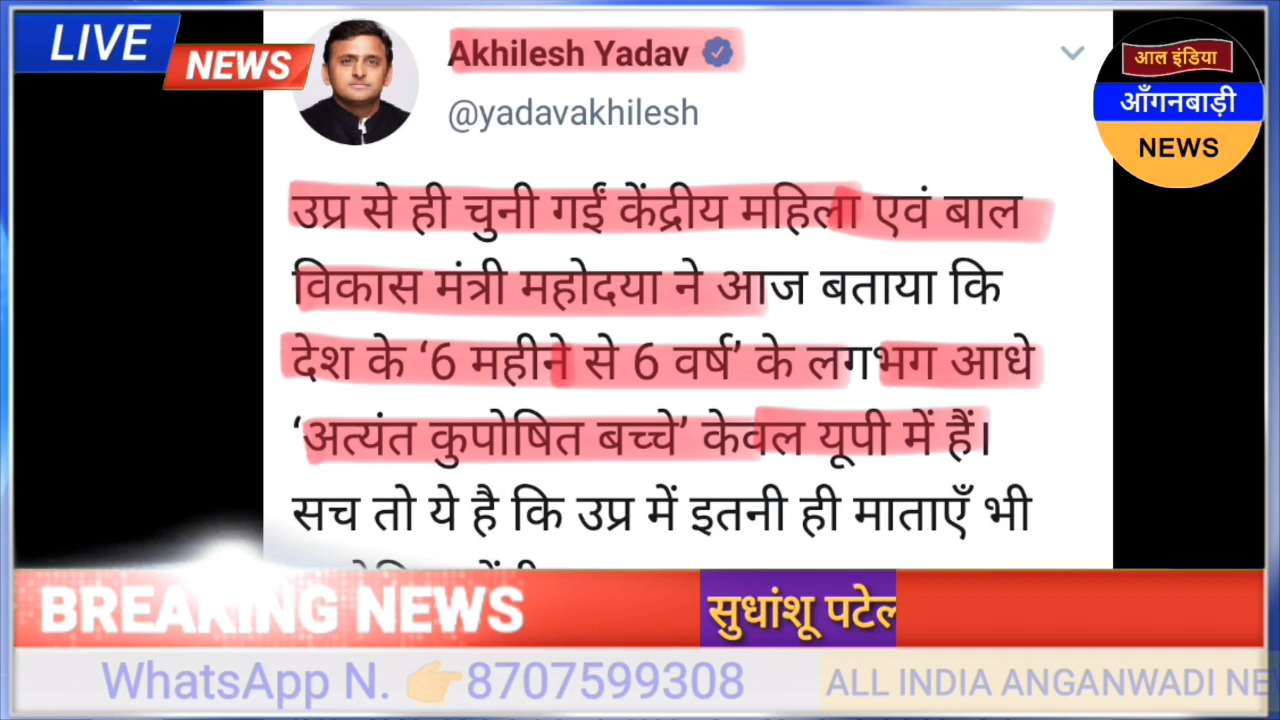 LIVE
NEWS
Akhilesh Yadav
@yadavakhilesh
आल इंडिया
आँगनबाड़ी
NEWS
उप्र से ही चुनी गईं केंद्रीय महिला एवं बाल
विकास मंत्री महोदया ने आज बताया कि
देश के ‘6 महीने से 6 वर्ष’ के लगभग आधे
‘अत्यंत कुपोषित बच्चे’ केवल यूपी में हैं।
सच तो ये है कि उप्र में इतनी ही माताएँ भी
BREAKING NEWS
सुधांशू पटेल
WhatsApp N. 👉8707599308
ALL INDIA ANGANWADI NE